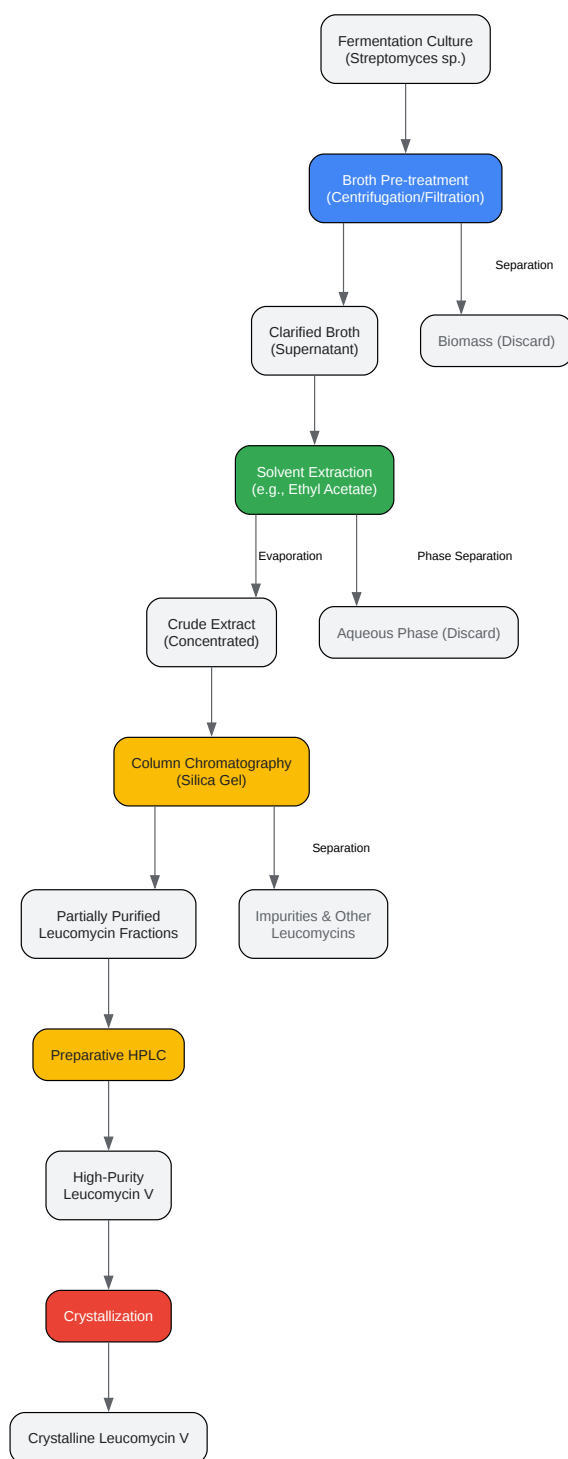 Fermentation Culture
(Streptomyces sp.)
Broth Pre-treatment
(Centrifugation/Filtration)
Separation
Clarified Broth
(Supernatant)
Biomass (Discard)
Solvent Extraction
(e.g., Ethyl Acetate)
Evaporation
Phase Separation
Crude Extract
(Concentrated)
Aqueous Phase (Discard)
Column Chromatography
(Silica Gel)
Separation
Partially Purified
Leucomycin Fractions
Impurities & Other
Leucomycins
Preparative HPLC
High-Purity
Leucomycin V
Crystallization
Crystalline Leucomycin V